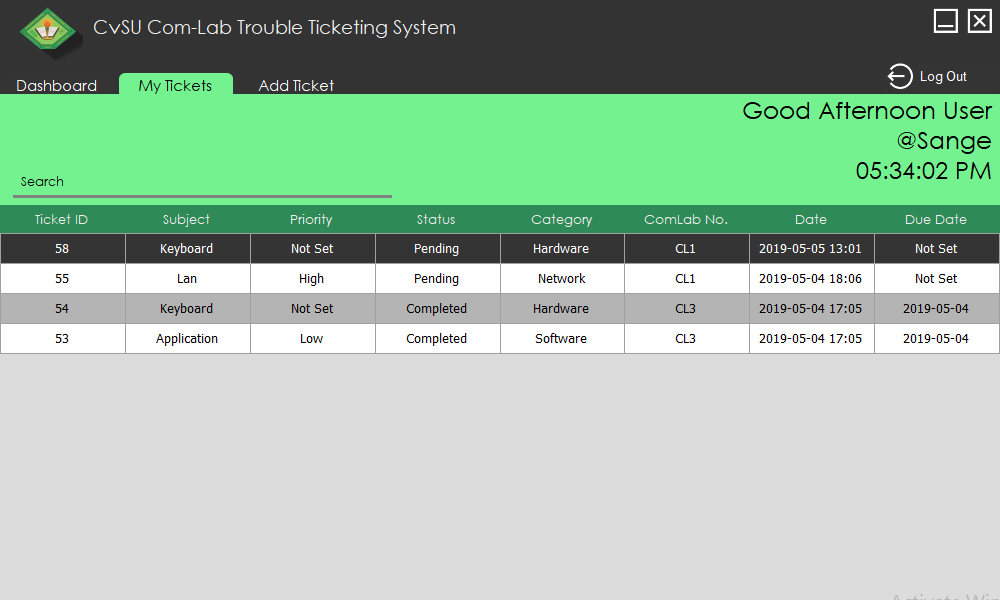 CvSU Com-Lab Trouble Ticketing System
Dashboard My Tickets Add Ticket Log Out
Good Afternoon User
@Sange
05:34:02 PM
Search
Ticket ID Subject Priority Status Category ComLab No. Date Due Date
58 Keyboard Not Set Pending Hardware CL1 2019-05-05 13:01 Not Set
55 Lan High Pending Network CL1 2019-05-04 18:06 Not Set
54 Keyboard Not Set Completed Hardware CL3 2019-05-04 17:05 2019-05-04
53 Application Low Completed Software CL3 2019-05-04 17:05 2019-05-04